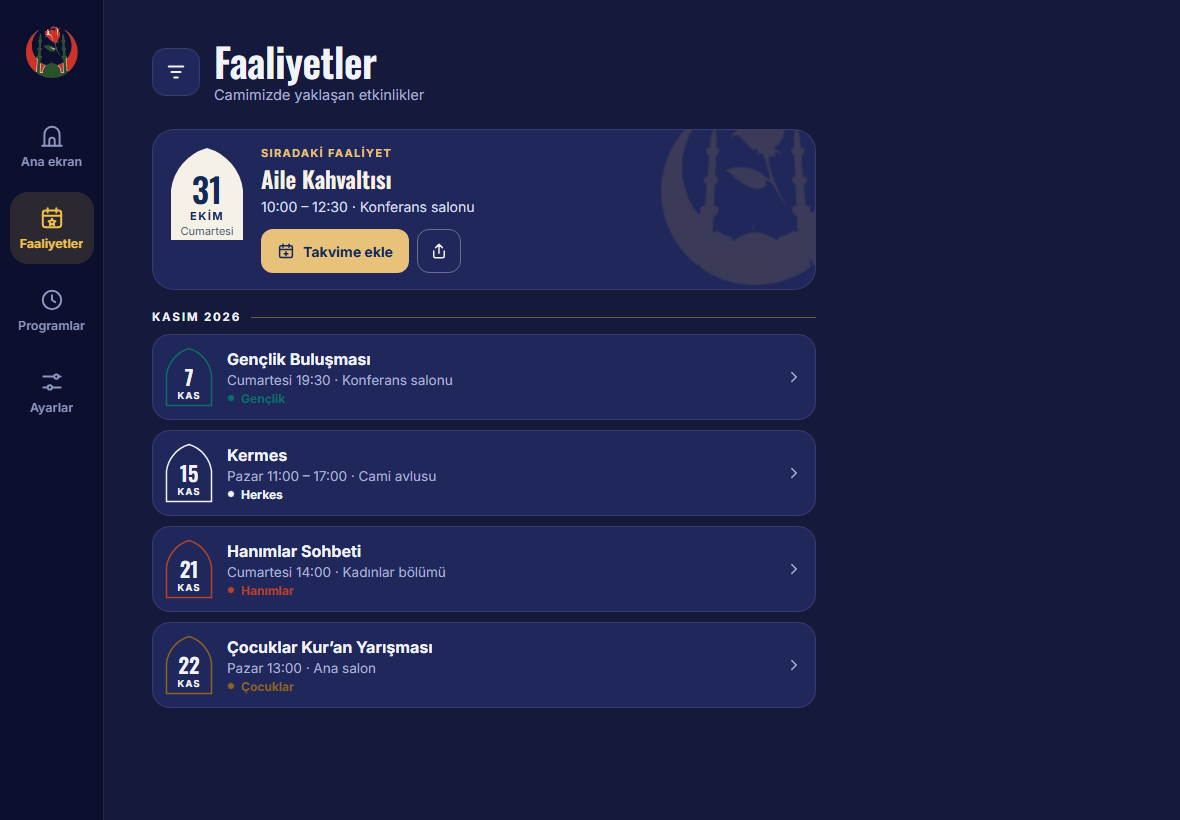 Faaliyetler
Camimizde yaklaşan etkinlikler
Ana ekran
Faaliyetler
Programlar
Ayarlar
31
EKİM
Cumartesi
SIRADAKİ FAALİYET
Aile Kahvaltısı
10:00 – 12:30 · Konferans salonu
Takvime ekle
KASIM 2026
7
KAS
Gençlik Buluşması
Cumartesi 19:30 · Konferans salonu
Gençlik
15
KAS
Kermes
Pazar 11:00 – 17:00 · Cami avlusu
Herkes
21
KAS
Hanımlar Sohbeti
Cumartesi 14:00 · Kadınlar bölümü
Hanımlar
22
KAS
Çocuklar Kur’an Yarışması
Pazar 13:00 · Ana salon
Çocuklar